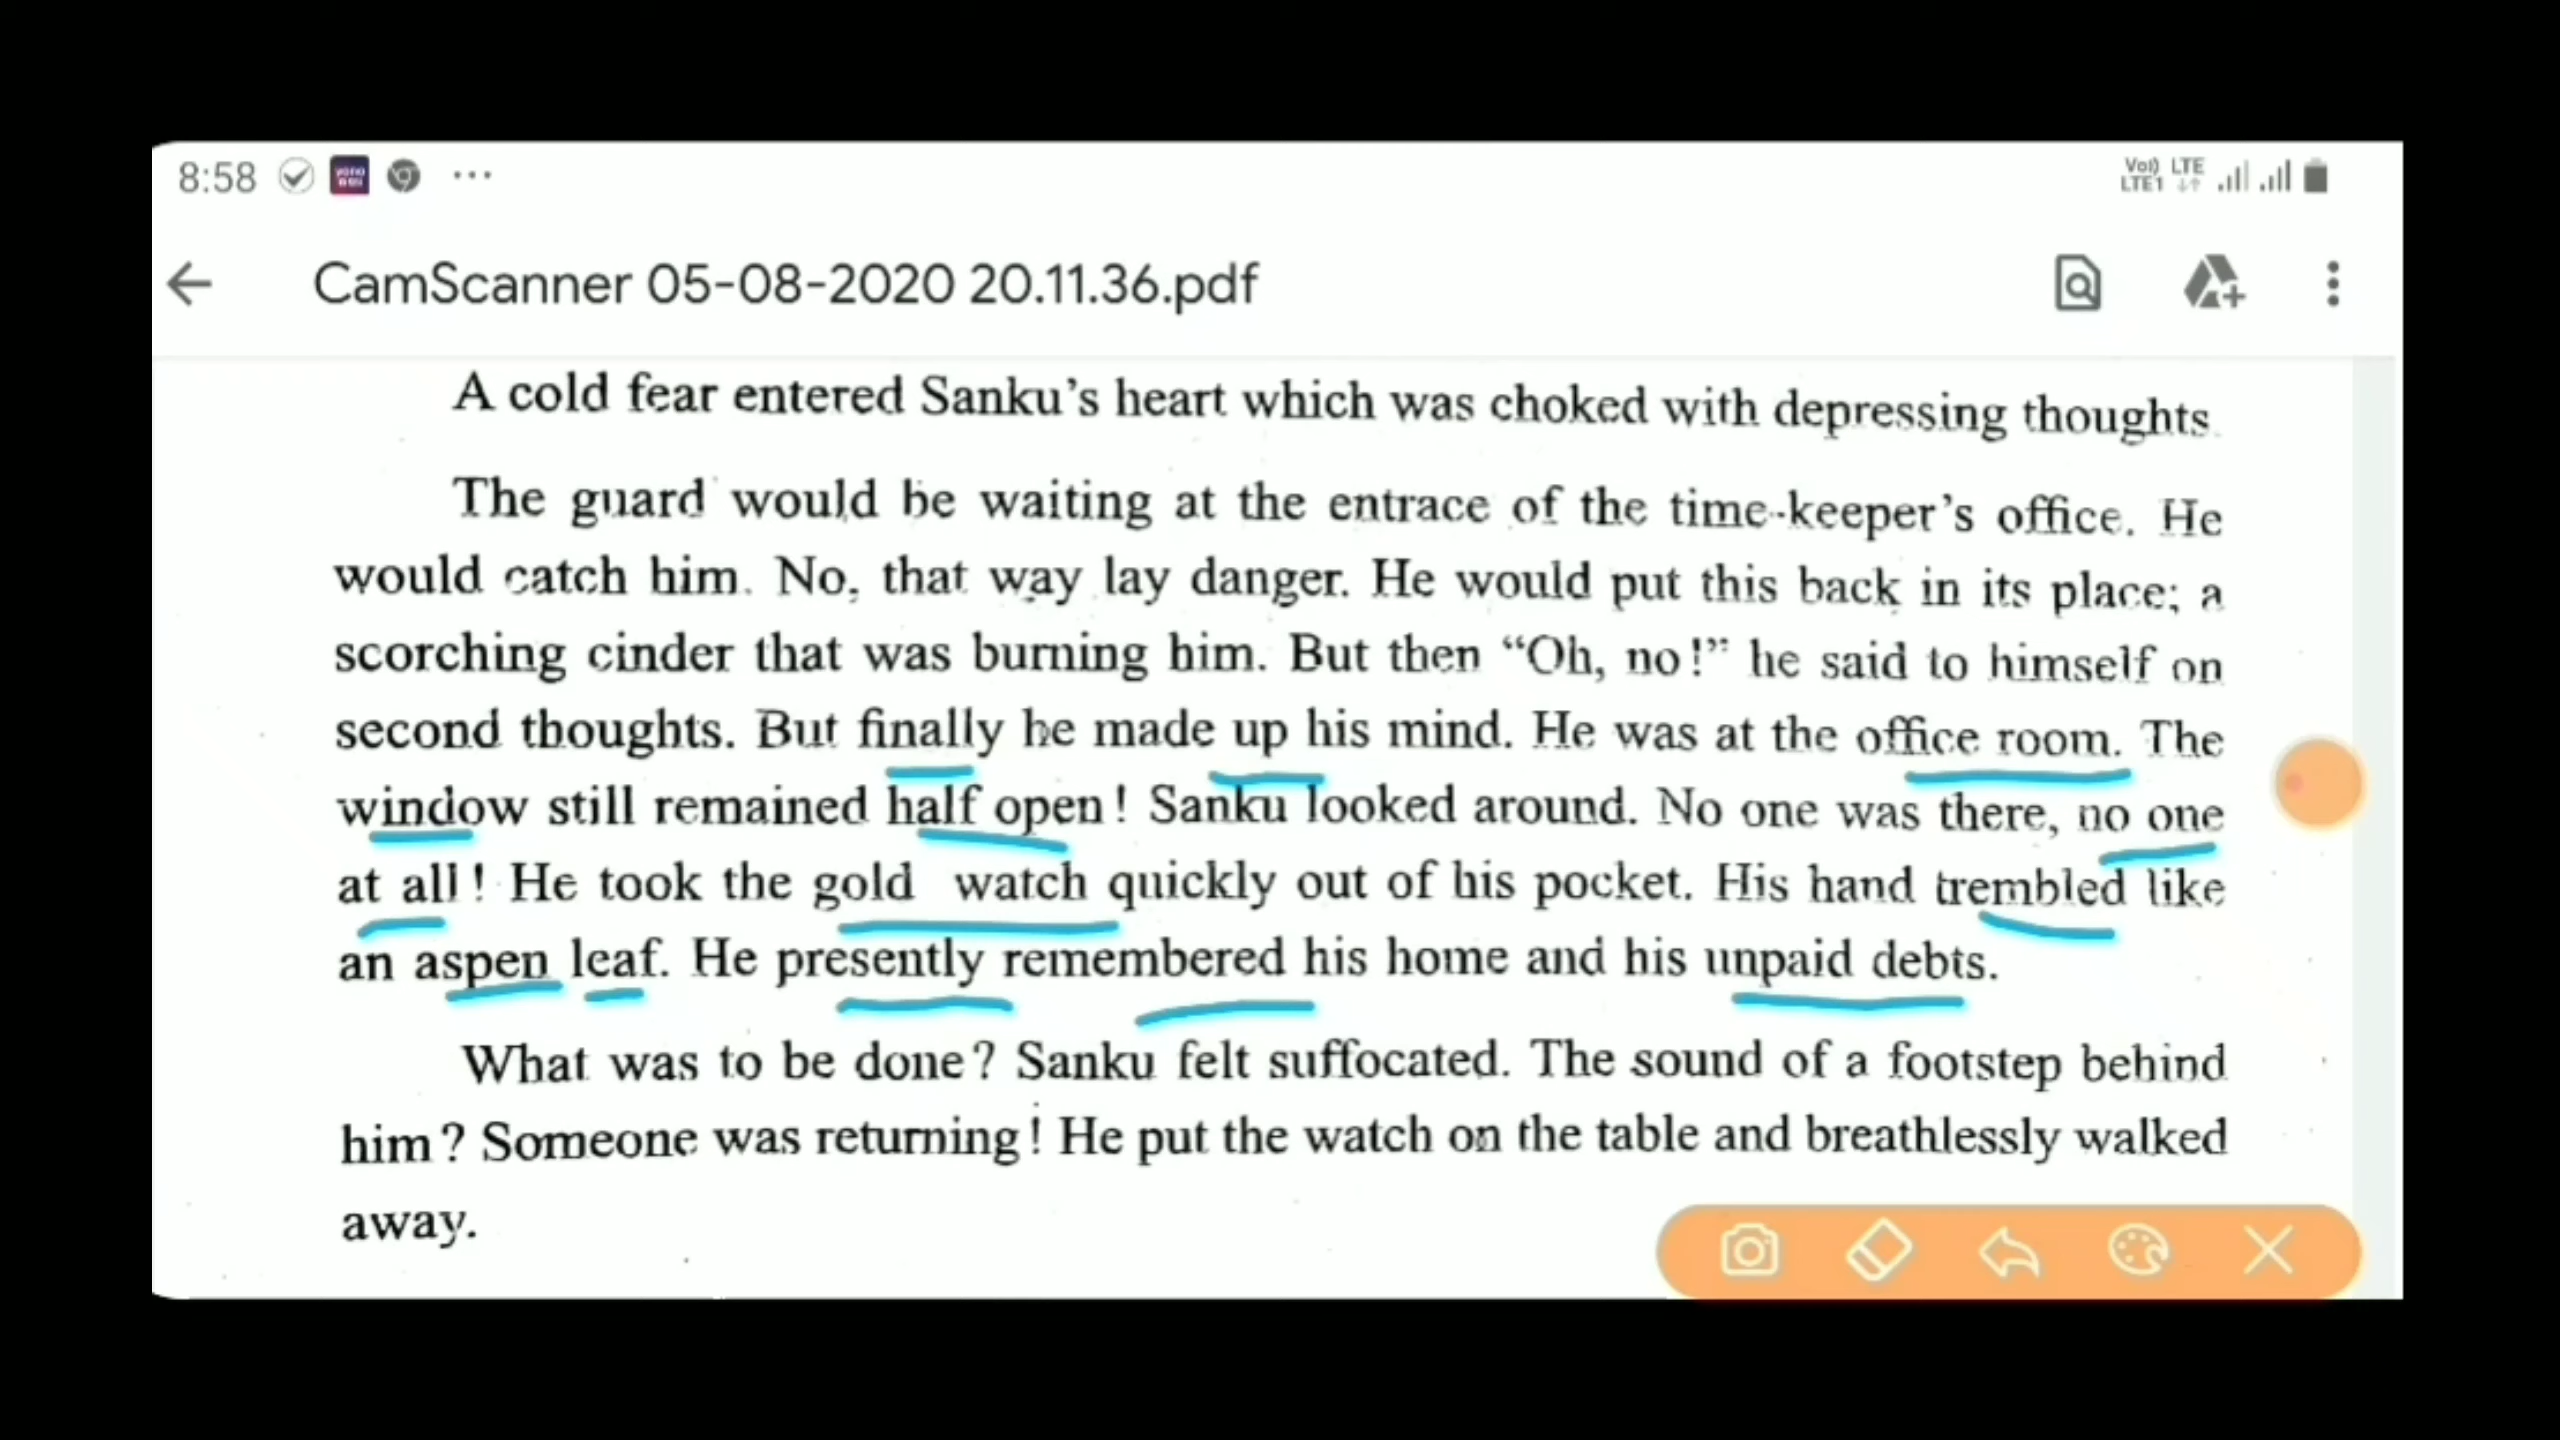 8:58 ... Vo)) LTE
LTE1
CamScanner 05-08-2020 20.11.36.pdf
A cold fear entered Sanku's heart which was choked with depressing thoughts
The guard would be waiting at the entrace of the time-keeper's office. He
would catch him. No, that way lay danger. He would put this back in its place; a
scorching cinder that was burning him. But then “Oh, no!” he said to himself on
second thoughts. But finally he made up his mind. He was at the office room. The
window still remained half open! Sanku looked around. No one was there, no one
at all! He took the gold watch quickly out of his pocket. His hand trembled like
an aspen leaf. He presently remembered his home and his unpaid debts.
What was to be done? Sanku felt suffocated. The sound of a footstep behind
him? Someone was returning! He put the watch on the table and breathlessly walked
away.